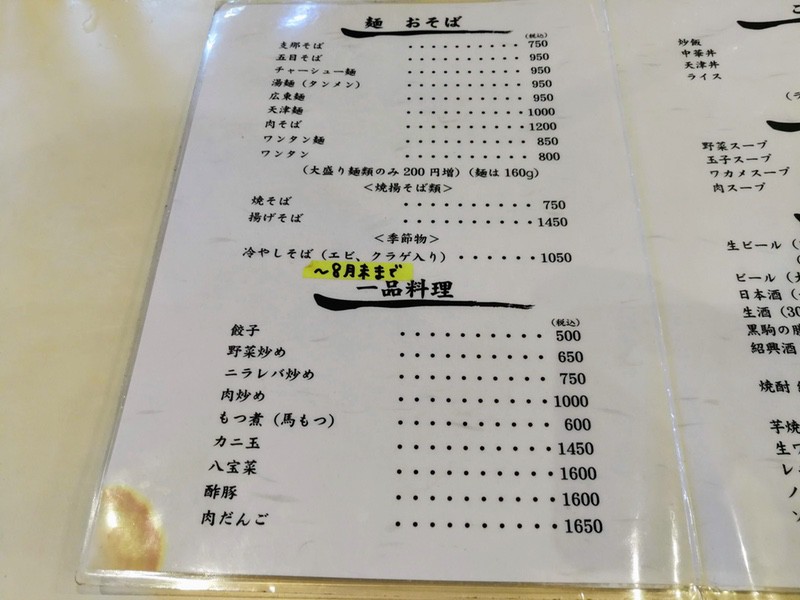 麺 おそば
(税込)
支那そば ・・・・・・・・・・ 750
五目そば ・・・・・・・・・・ 950
チャーシュー麺 ・・・・・・・・・・ 950
湯麺(タンメン) ・・・・・・・・・・ 950
広東麺 ・・・・・・・・・・ 950
天津麺 ・・・・・・・・・・ 1000
肉そば ・・・・・・・・・・ 1200
ワンタン麺 ・・・・・・・・・・ 850
ワンタン ・・・・・・・・・・ 800
(大盛り麺類のみ200円増)(麺は160g)
<焼揚そば類>
焼そば ・・・・・・・・・・ 750
揚げそば ・・・・・・・・・・ 1450
<季節物>
冷やしそば(エビ、クラゲ入り) ・・・・・・ 1050
〜8月末まで
一品料理
(税込)
餃子 ・・・・・・・・・・ 500
野菜炒め ・・・・・・・・・・ 650
ニラレバ炒め ・・・・・・・・・・ 750
肉炒め ・・・・・・・・・・ 1000
もつ煮(馬もつ) ・・・・・・・・・・ 600
カニ玉 ・・・・・・・・・・ 1450
八宝菜 ・・・・・・・・・・ 1600
酢豚 ・・・・・・・・・・ 1600
肉だんご ・・・・・・・・・・ 1650
炒飯
中華丼
天津丼
ライス
野菜スープ
玉子スープ
ワカメスープ
肉スープ
生ビール
ビール
日本酒
生酒(30
黒駒の
紹興酒
焼酎